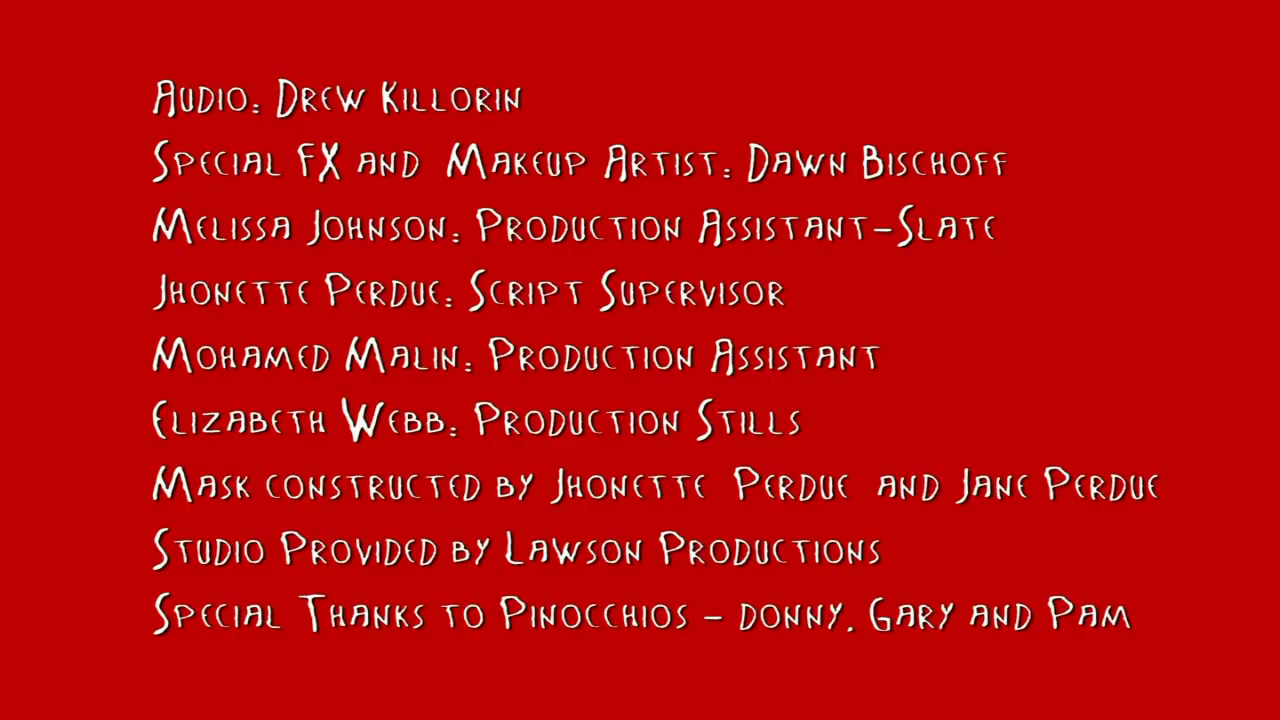 Audio: Drew Killorin
Special FX and Makeup Artist: Dawn Bischoff
Melissa Johnson: Production Assistant-Slate
Jhonette Perdue: Script Supervisor
Mohamed Malin: Production Assistant
Elizabeth Webb: Production Stills
Mask constructed by Jhonette Perdue and Jane Perdue
Studio Provided by Lawson Productions
Special Thanks to Pinocchios - donny, Gary and Pam